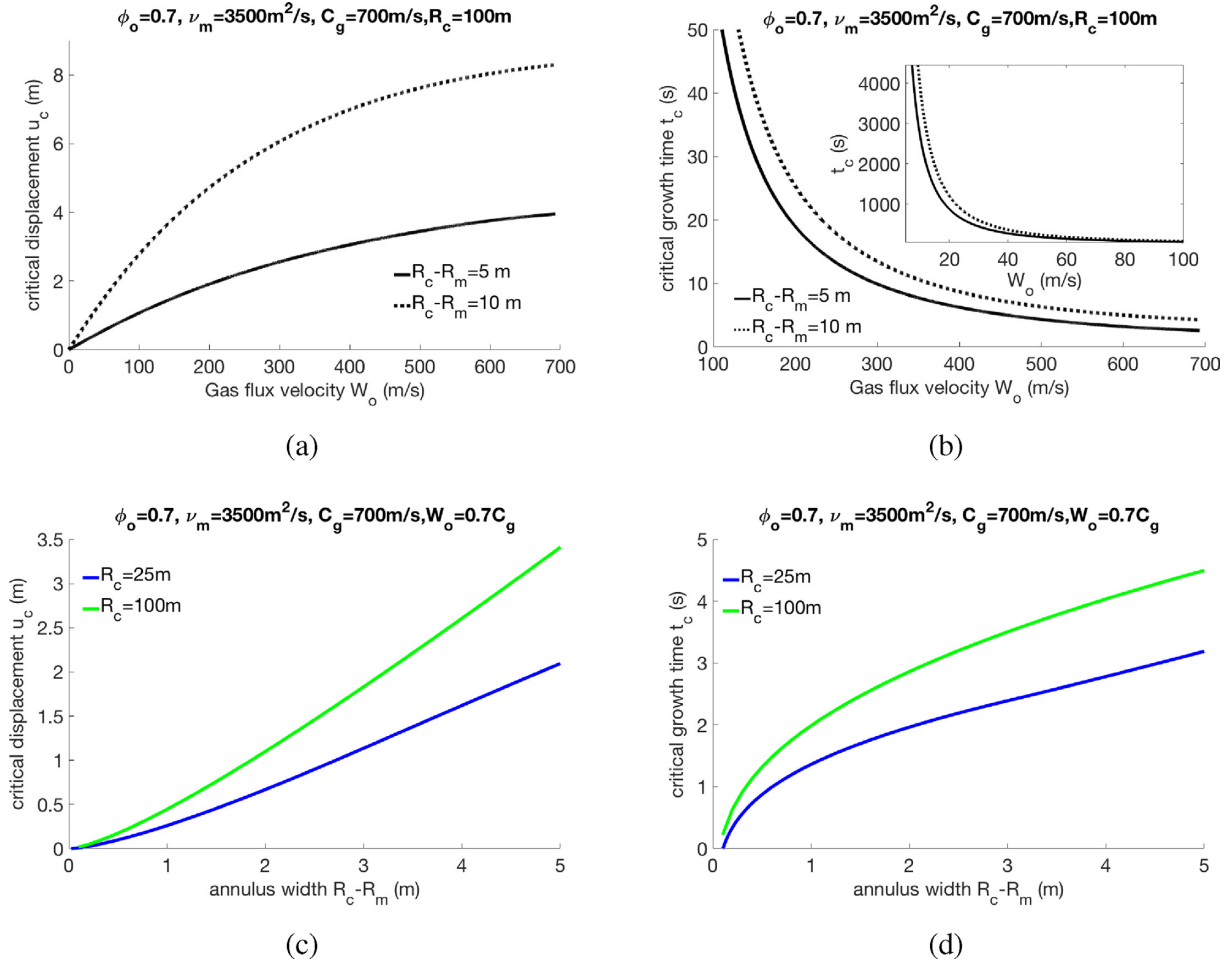 ϕo=0.7, νm=3500m2/s, Cg=700m/s,Rc=100m
critical displacement uc (m)
8
6
4
2
0
0 100 200 300 400 500 600 700
Gas flux velocity Wo (m/s)
Rc-Rm=5 m
Rc-Rm=10 m
(a)
ϕo=0.7, νm=3500m2/s, Cg=700m/s,Rc=100m
critical growth time tc (s)
50
40
30
20
10
0
100 200 300 400 500 600 700
Gas flux velocity Wo (m/s)
Rc-Rm=5 m
Rc-Rm=10 m
tc (s)
4000
3000
2000
1000
20 40 60 80 100
Wo (m/s)
(b)
ϕo=0.7, νm=3500m2/s, Cg=700m/s,Wo=0.7Cg
critical displacement uc (m)
3.5
3
2.5
2
1.5
1
0.5
0
0 1 2 3 4 5
annulus width Rc-Rm (m)
Rc=25m
Rc=100m
(c)
ϕo=0.7, νm=3500m2/s, Cg=700m/s,Wo=0.7Cg
critical growth time tc (s)
5
4
3
2
1
0
0 1 2 3 4 5
annulus width Rc-Rm (m)
Rc=25m
Rc=100m
(d)